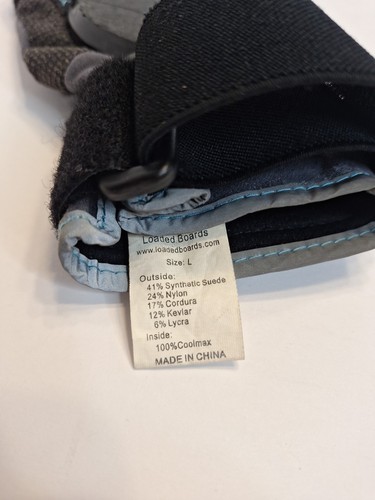 Loaded Boards
www.loadedboards.com
Size: L
Outside:
41% Synthetic Suede
24% Nylon
17% Cordura
12% Kevlar
6% Lycra
Inside:
100%Coolmax
MADE IN CHINA